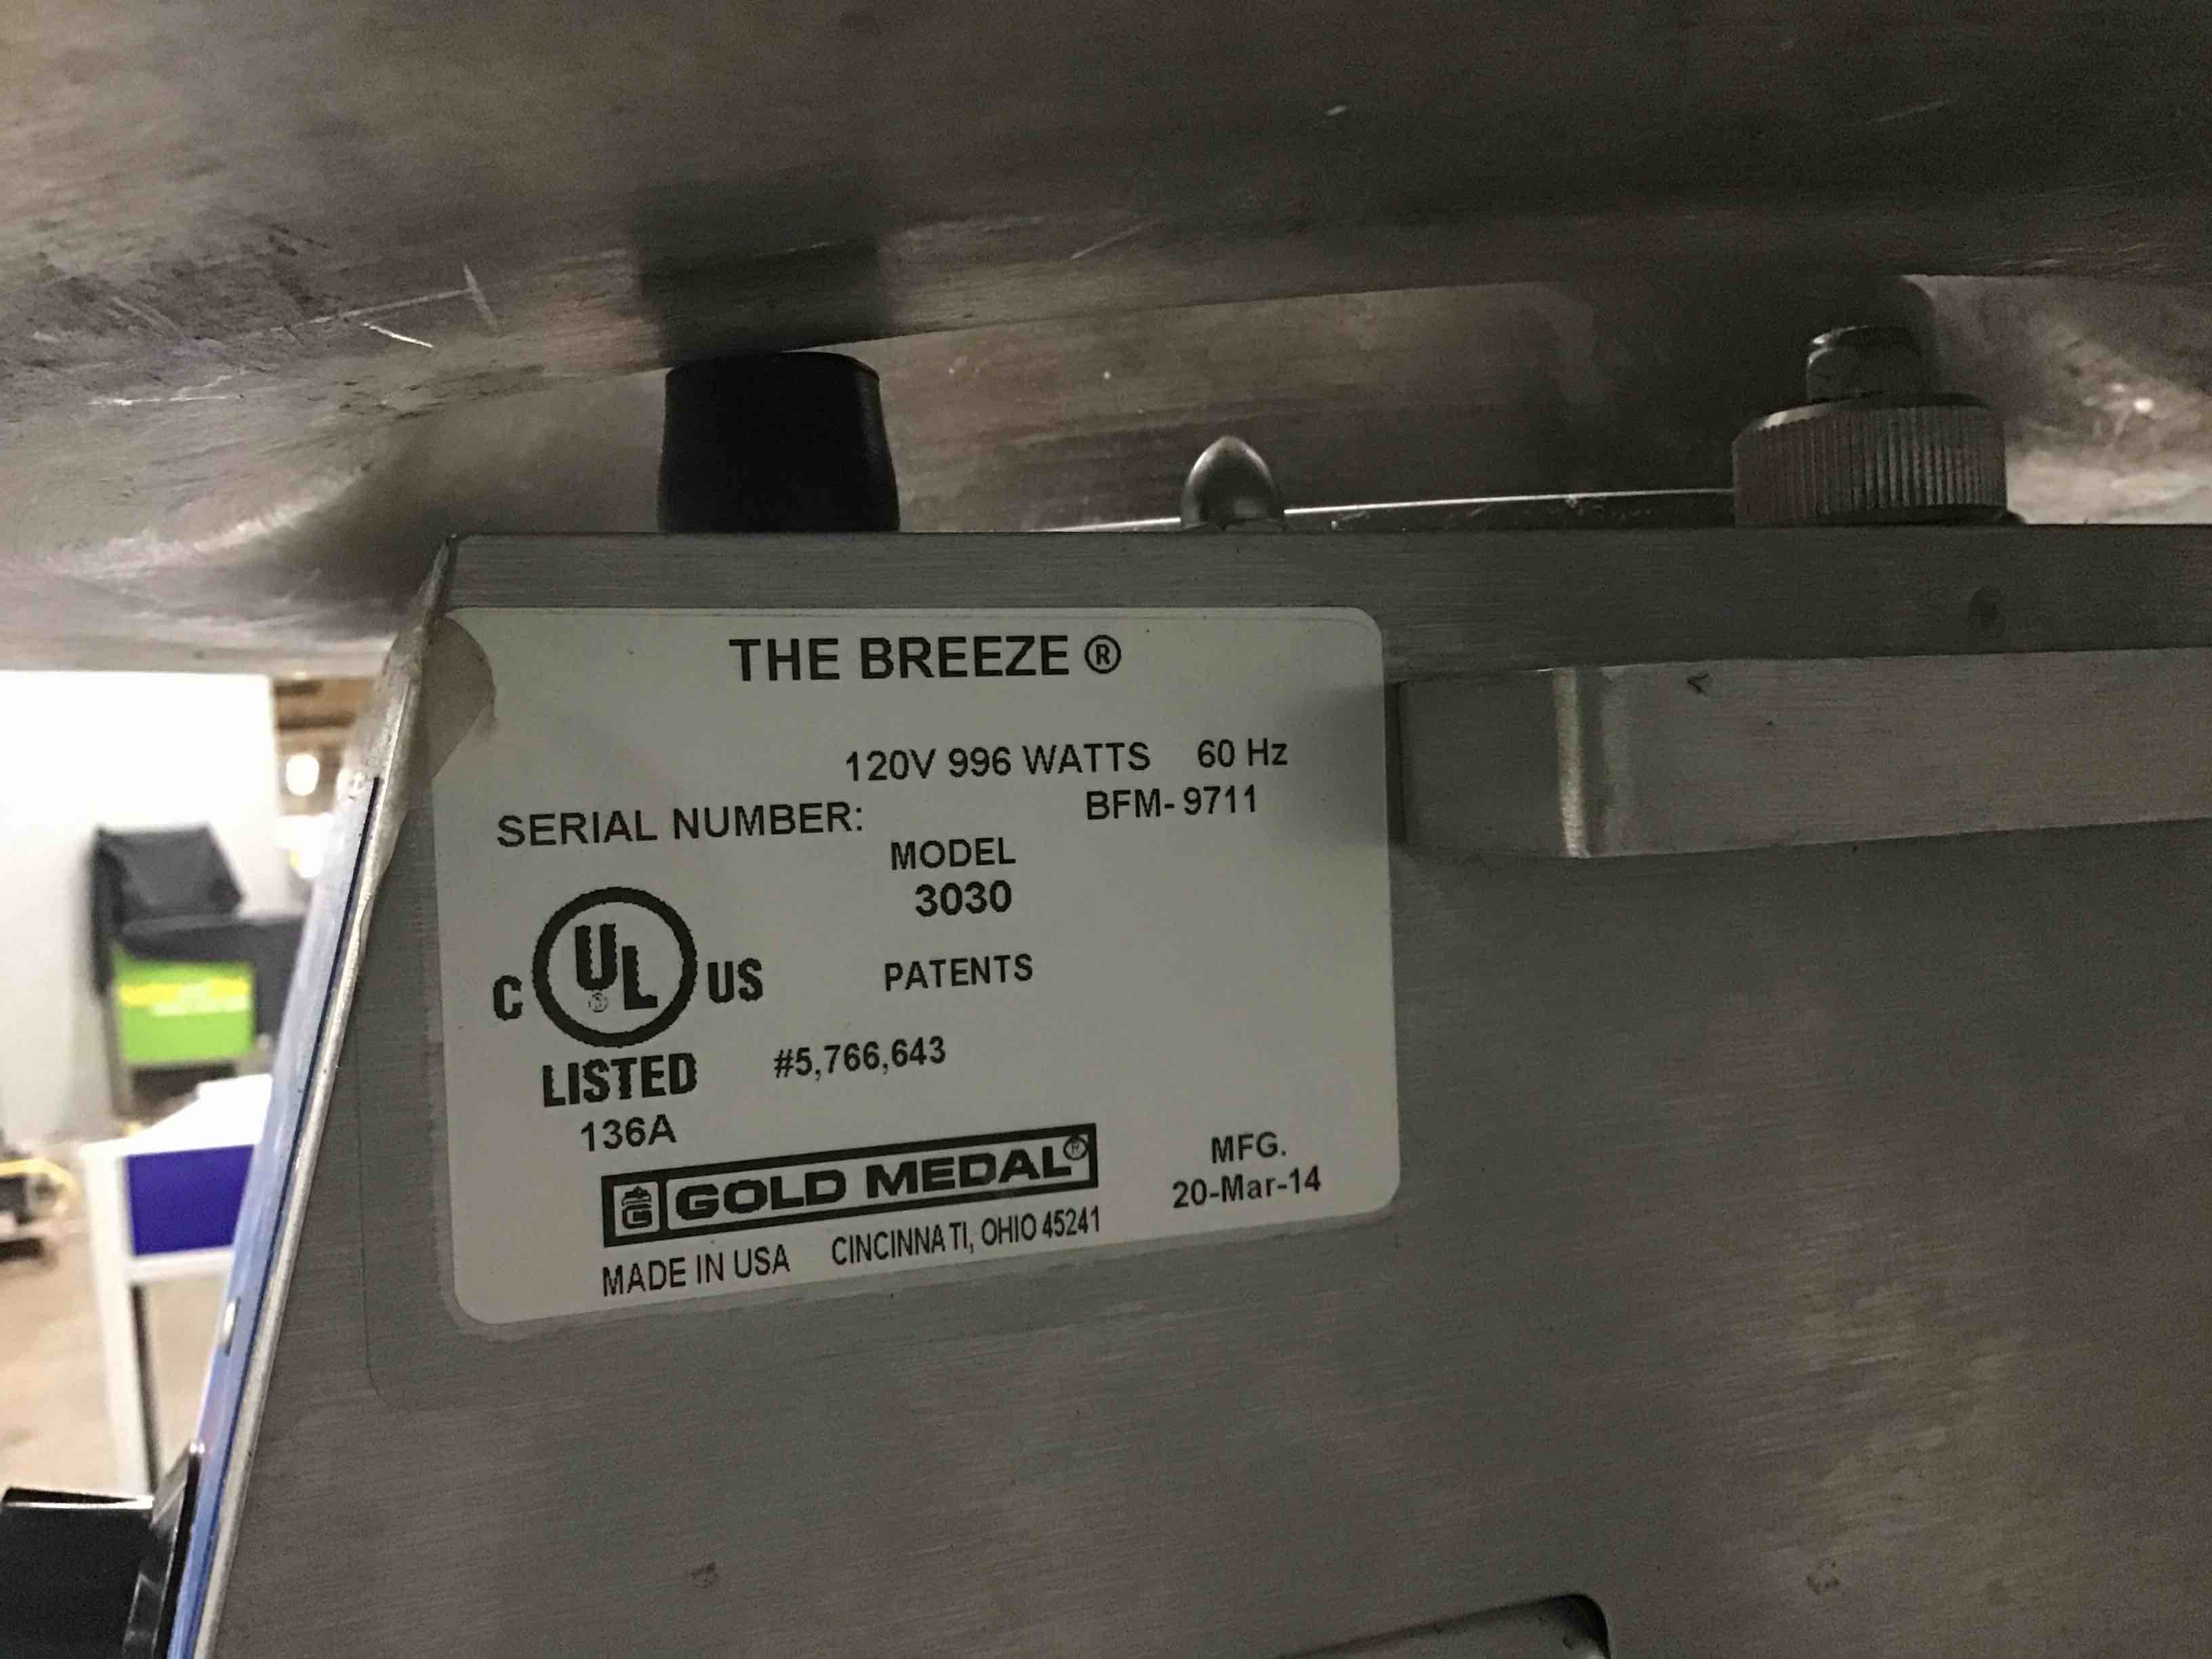 THE BREEZE ®
120V 996 WATTS 60 Hz
SERIAL NUMBER: BFM- 9711
MODEL
3030
C UL ® US
PATENTS
LISTED
#5,766,643
136A
G GOLD MEDAL®
MFG.
20-Mar-14
MADE IN USA CINCINNATI, OHIO 45241